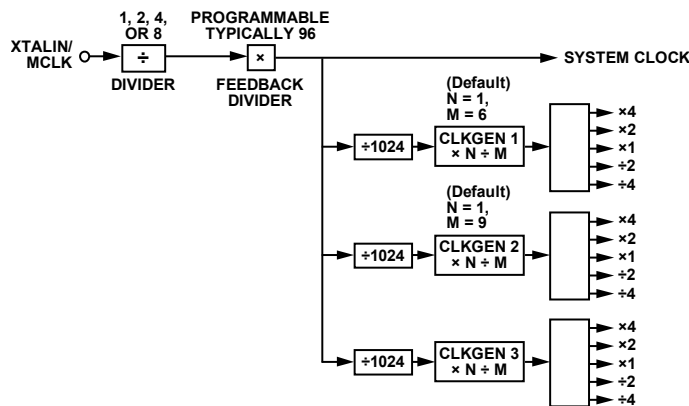 1, 2, 4,
OR 8
PROGRAMMABLE
TYPICALLY 96
XTALIN/
MCLK
÷
×
SYSTEM CLOCK
DIVIDER
FEEDBACK
DIVIDER
(Default)
N = 1,
M = 6
÷1024
CLKGEN 1
× N ÷ M
×4
×2
×1
÷2
÷4
(Default)
N = 1,
M = 9
÷1024
CLKGEN 2
× N ÷ M
×4
×2
×1
÷2
÷4
÷1024
CLKGEN 3
× N ÷ M
×4
×2
×1
÷2
÷4